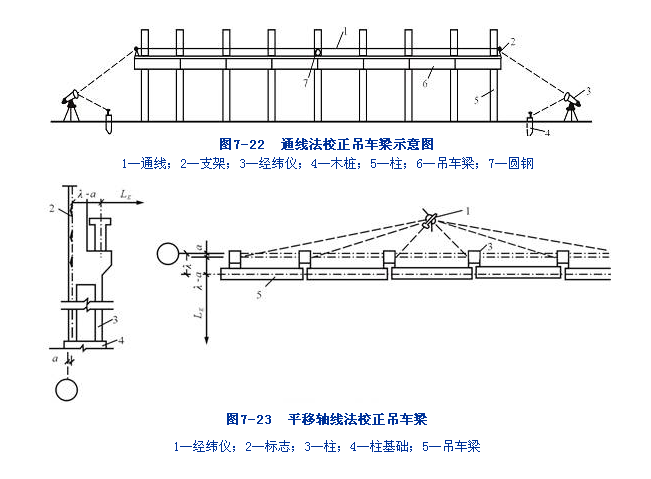 1
2
7
6
5
3
4
图7-22 通线法校正吊车梁示意图
1—通线；2—支架；3—经纬仪；4—木桩；5—柱；6—吊车梁；7—圆钢
λ-a
Lg
2
3
4
a
1
3
a
λ
λ-a
5
Lg
图7-23 平移轴线法校正吊车梁
1—经纬仪；2—标志；3—柱；4—柱基础；5—吊车梁